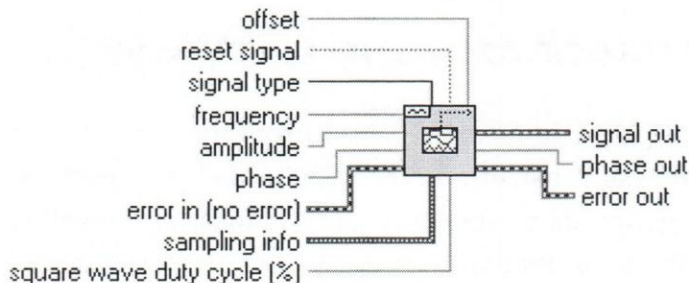 offset
reset signal
signal type
frequency
amplitude
phase
error in (no error)
sampling info
square wave duty cycle (%)
signal out
phase out
error out